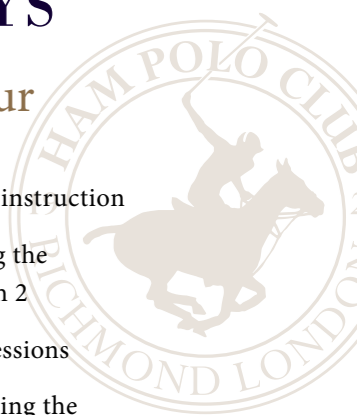 YS
ur
HAM POLO CLUB
instruction
g the
n 2
essions
ing the
RICHMOND LONDON